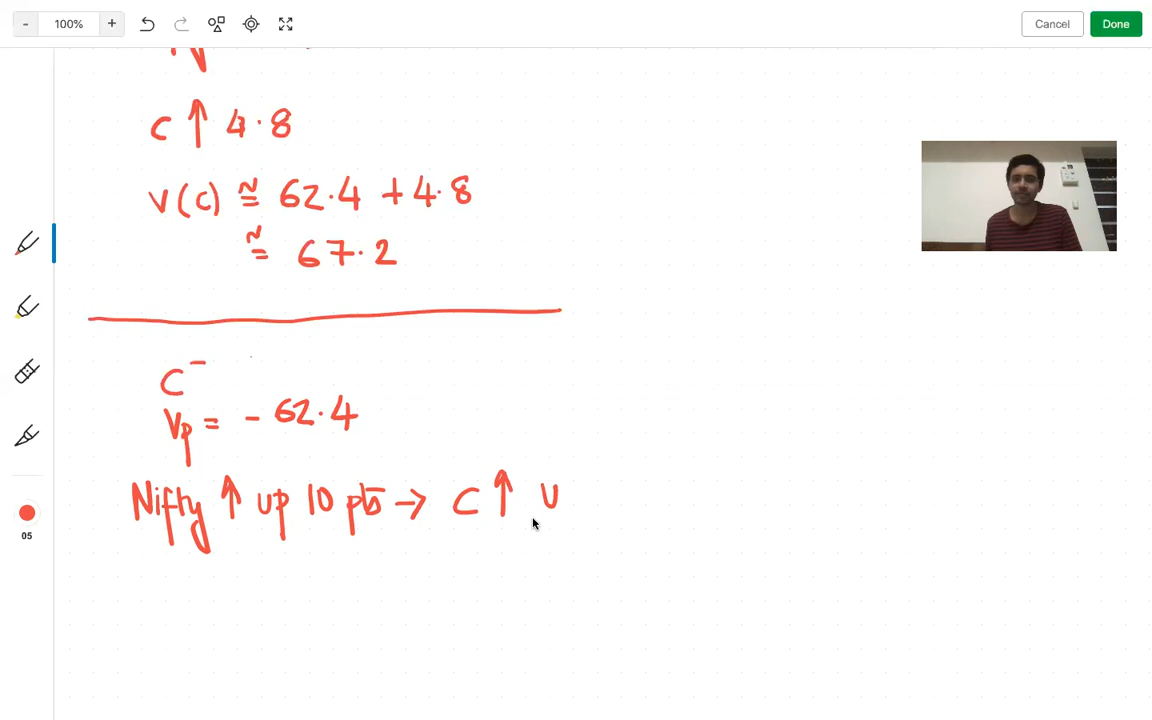 - 100% +
Cancel
Done
C ↑ 4.8
V(C) ≅ 62.4 + 4.8
≅ 67.2
C⁻
Vp = - 62.4
Nifty ↑ up 10 pts → C ↑ U
05